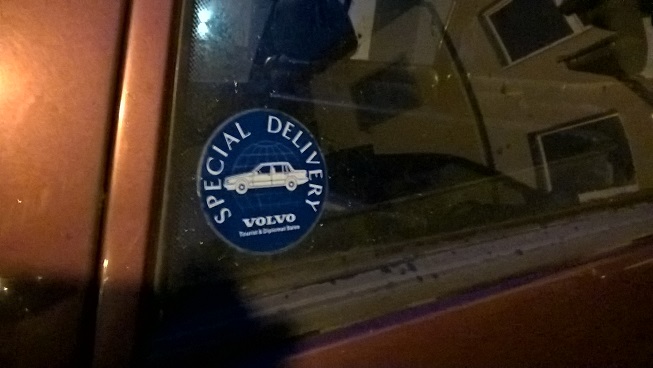 SPECIAL DELIVERY
VOLVO
Tourist & Diplomat Sales